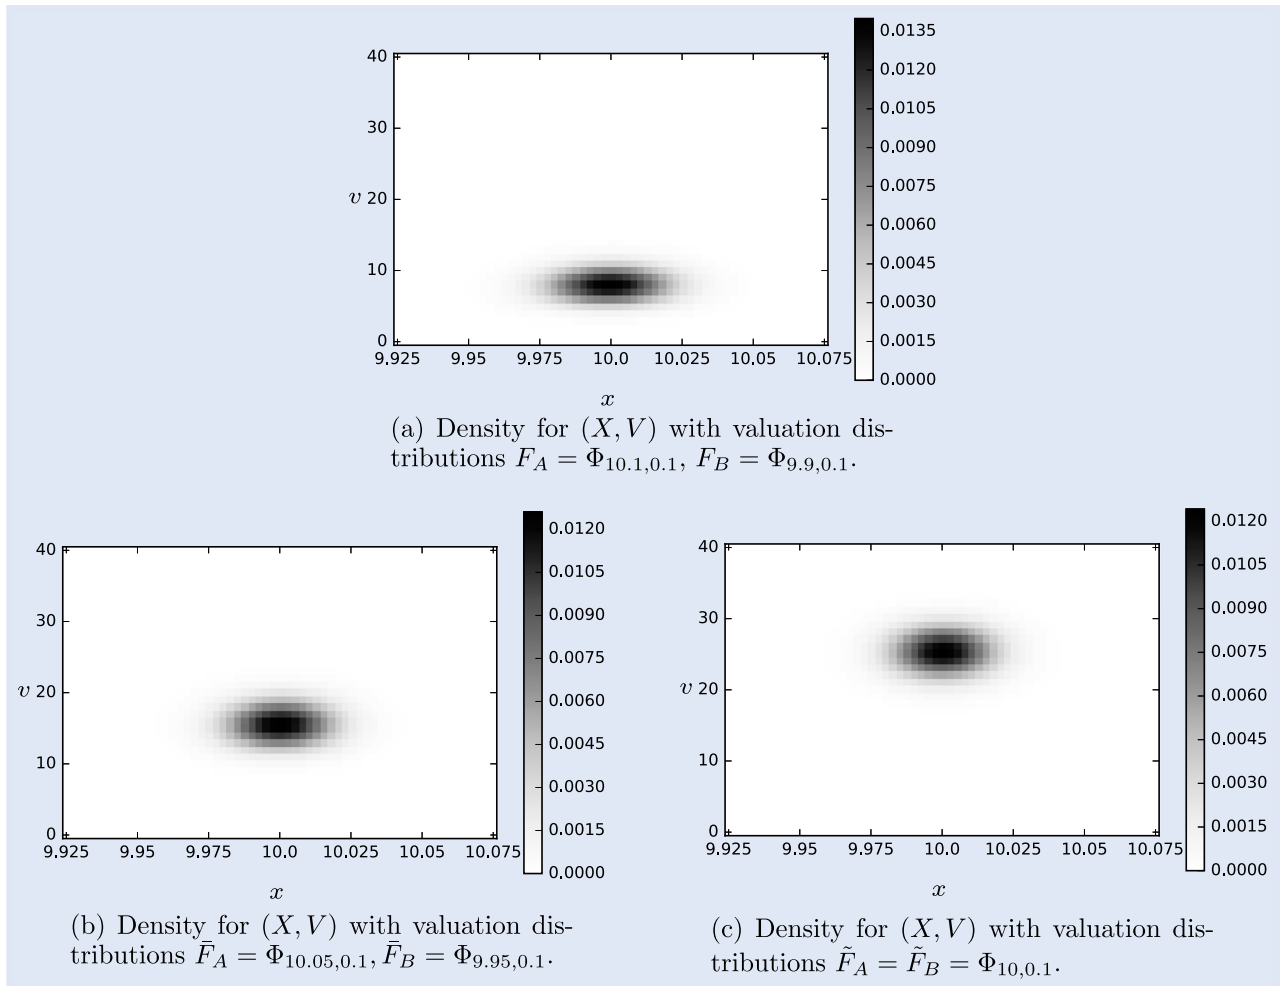 0.0135
0.0120
0.0105
0.0090
0.0075
0.0060
0.0045
0.0030
0.0015
0.0000
40
30
v 20
10
0
9.925 9.95 9.975 10.0 10.025 10.05 10.075
x
(a) Density for (X, V) with valuation dis-
tributions F_A = Φ_{10.1,0.1}, F_B = Φ_{9.9,0.1}.
0.0120
0.0105
0.0090
0.0075
0.0060
0.0045
0.0030
0.0015
0.0000
40
30
v 20
10
0
9.925 9.95 9.975 10.0 10.025 10.05 10.075
x
(b) Density for (X, V) with valuation dis-
tributions F̄_A = Φ_{10.05,0.1}, F̄_B = Φ_{9.95,0.1}.
0.0120
0.0105
0.0090
0.0075
0.0060
0.0045
0.0030
0.0015
0.0000
40
30
v 20
10
0
9.925 9.95 9.975 10.0 10.025 10.05 10.075
x
(c) Density for (X, V) with valuation dis-
tributions F̃_A = F̃_B = Φ_{10,0.1}.